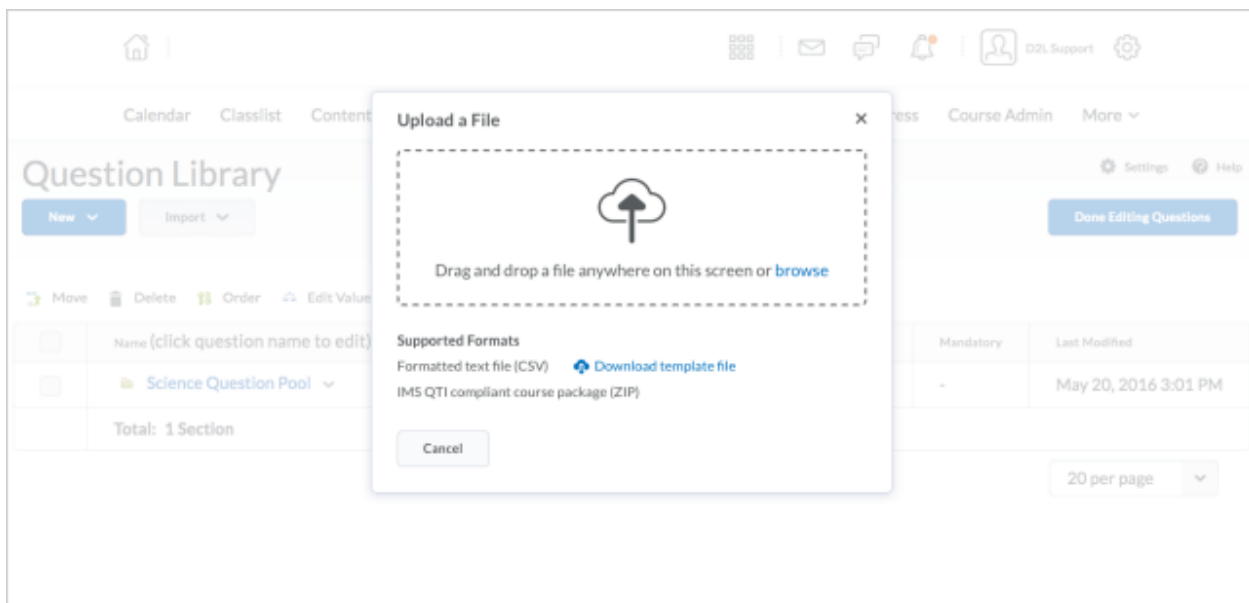 D2L Support
Calendar Classlist Content ress Course Admin More
Upload a File
Question Library
Settings Help
New Import Done Editing Questions
Drag and drop a file anywhere on this screen or browse
Move Delete Order Edit Value
Supported Formats
Name (click question name to edit) Mandatory Last Modified
Formatted text file (CSV) Download template file
Science Question Pool - May 20, 2016 3:01 PM
IMS QTI compliant course package (ZIP)
Total: 1 Section
Cancel
20 per page